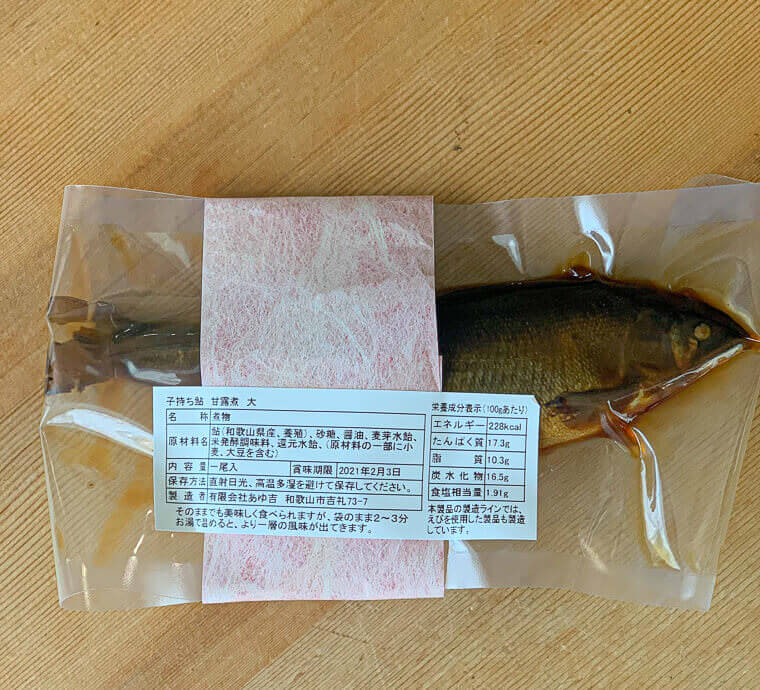 子持ち鮎 甘露煮 大
名 称 煮物
原材料名 鮎(和歌山県産、養殖)、砂糖、醤油、麦芽水飴、
米発酵調味料、還元水飴、(原材料の一部に小
麦、大豆を含む)
内 容 量 一尾入 賞味期限 2021年2月3日
保存方法 直射日光、高温多湿を避けて保存してください。
製 造 者 有限会社あゆ吉 和歌山市吉礼73-7
そのままでも美味しく食べられますが、袋のまま2〜3分
お湯で温めると、より一層の風味が出てきます。
栄養成分表示(100gあたり)
エネルギー 228kcal
たんぱく質 17.3g
脂 質 10.3g
炭水化物 16.5g
食塩相当量 1.91g
本製品の製造ラインでは、
えびを使用した製品も製造
しています。